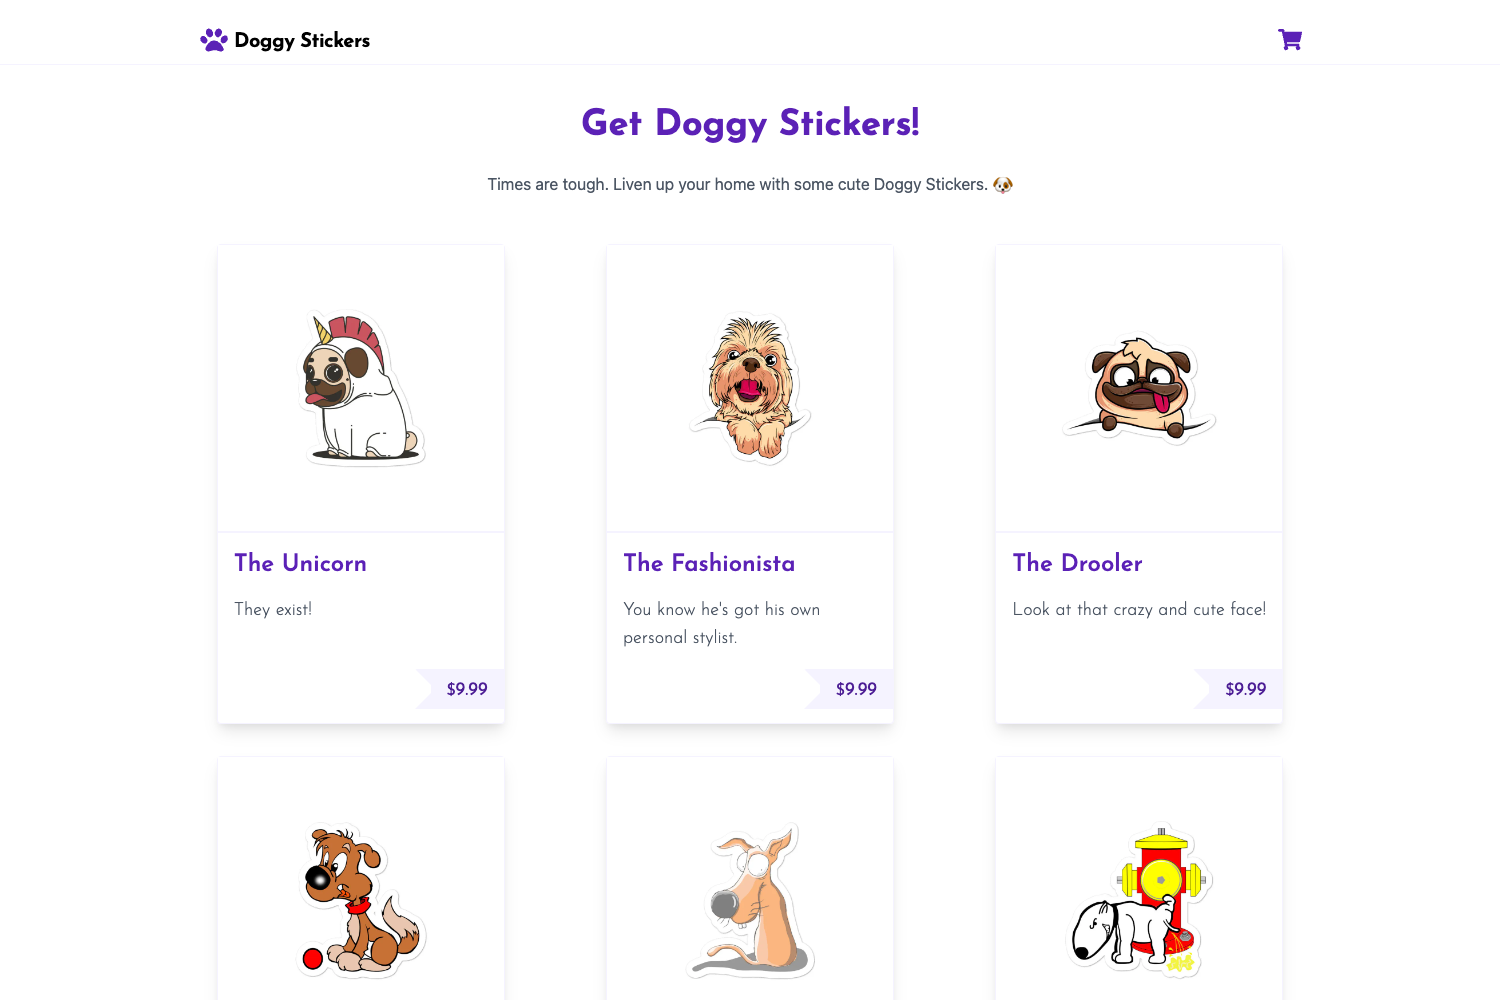 Doggy Stickers
Get Doggy Stickers!
Times are tough. Liven up your home with some cute Doggy Stickers. 🐶
The Unicorn
They exist!
$9.99
The Fashionista
You know he's got his own
personal stylist.
$9.99
The Drooler
Look at that crazy and cute face!
$9.99